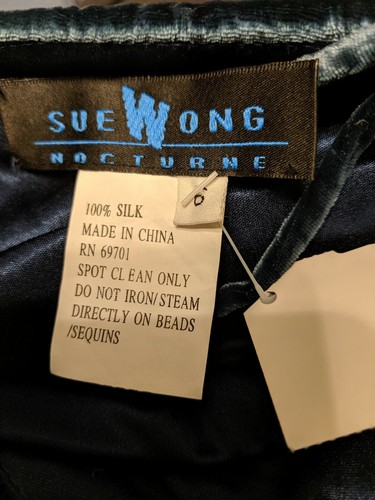 SUE WONG
NOCTURNE
6
100% SILK
MADE IN CHINA
RN 69701
SPOT CLEAN ONLY
DO NOT IRON/STEAM
DIRECTLY ON BEADS
/SEQUINS